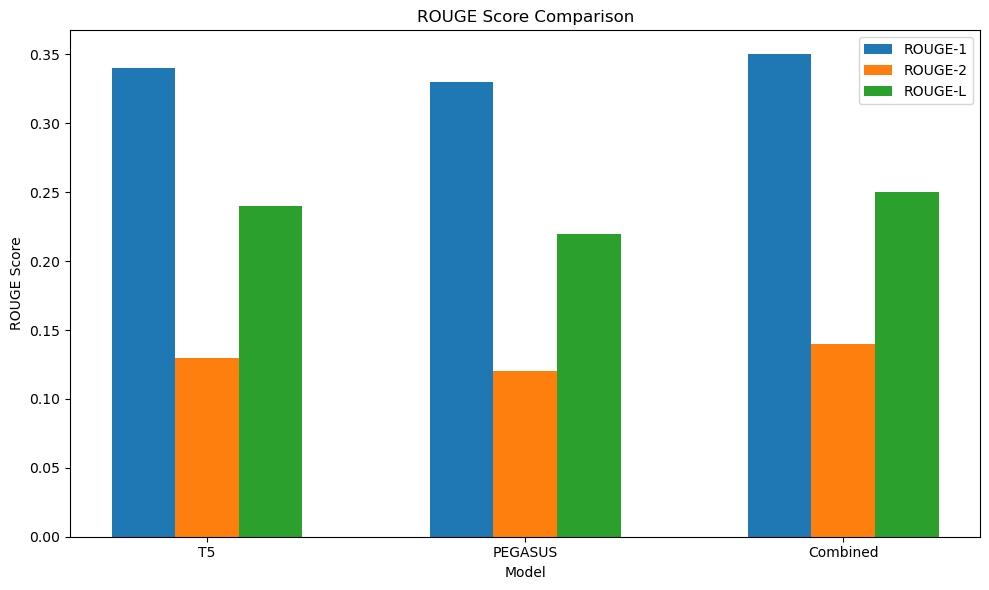 ROUGE Score Comparison
ROUGE-1
ROUGE-2
ROUGE-L
ROUGE Score
0.35
0.30
0.25
0.20
0.15
0.10
0.05
0.00
T5
PEGASUS
Combined
Model